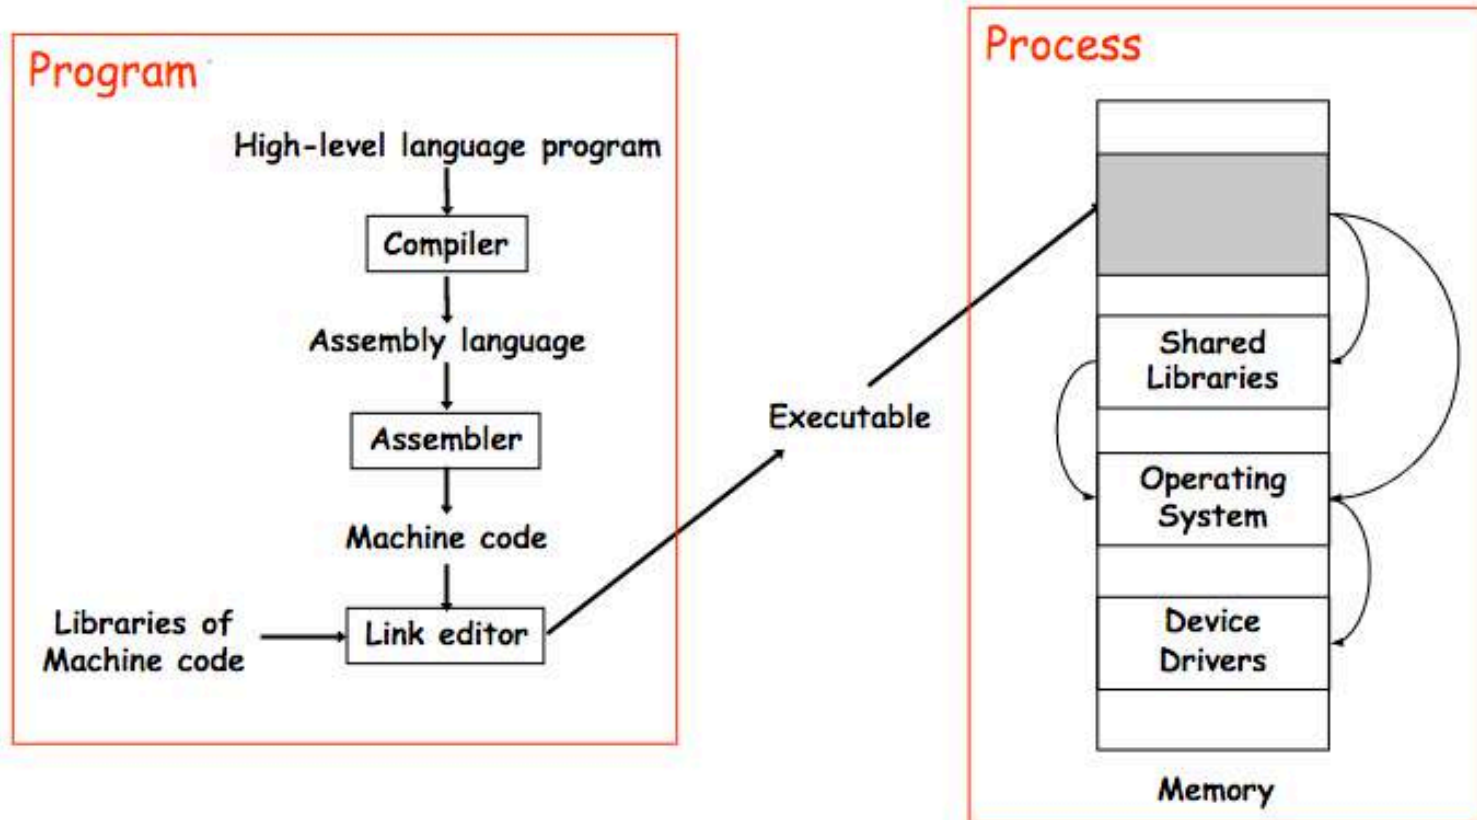 Program
High-level language program
Compiler
Assembly language
Assembler
Machine code
Libraries of
Machine code
Link editor
Executable
Process
Shared
Libraries
Operating
System
Device
Drivers
Memory